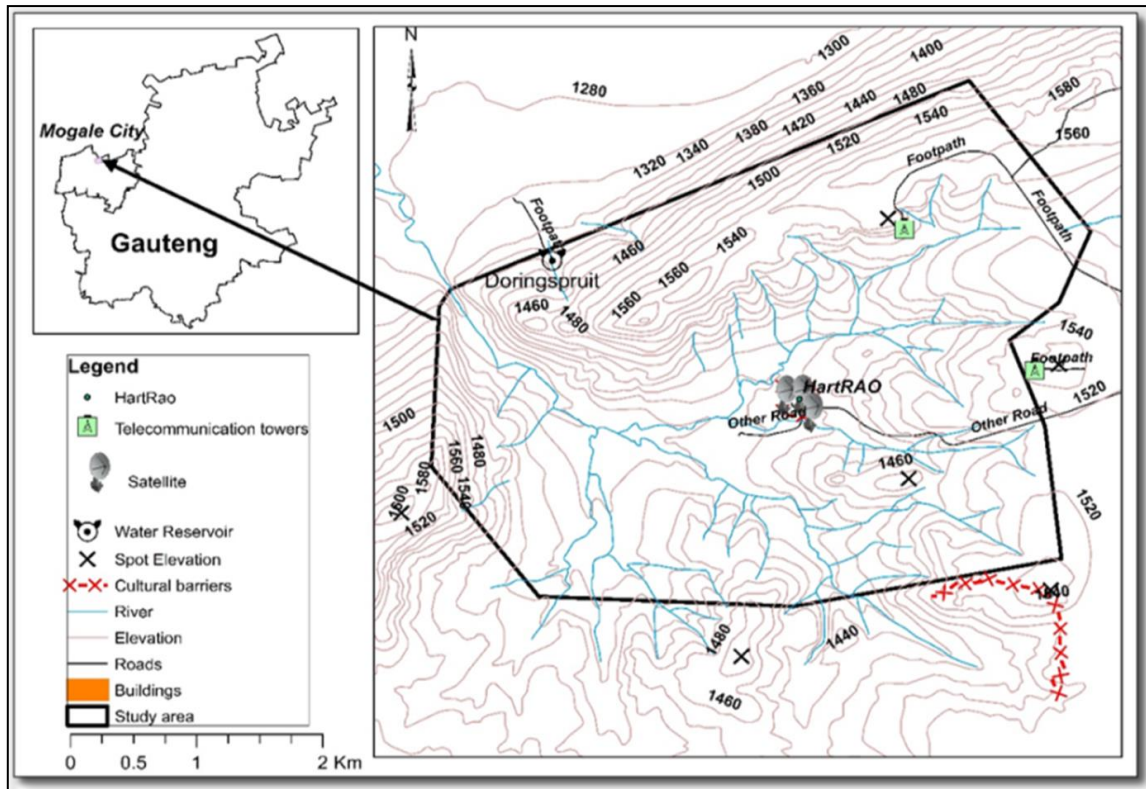 Mogale City
Gauteng
Legend
HartRao
Telecommunication towers
Satellite
Water Reservoir
Spot Elevation
Cultural barriers
River
Elevation
Roads
Buildings
Study area
0 0.5 1 2 Km
N
1280
1300
1400
1360
1440
1480
1580
1380
1420
1540
1560
1320
1340
1520
1500
Footpath
Footpath
Footpath
1460
1540
Doringspruit
1560
1460
1480
1560
1540
Footpath
1520
HartRAO
Other Road
Other Road
1500
1480
1560
1540
1580
1600
1520
1460
1520
1480
1440
1460